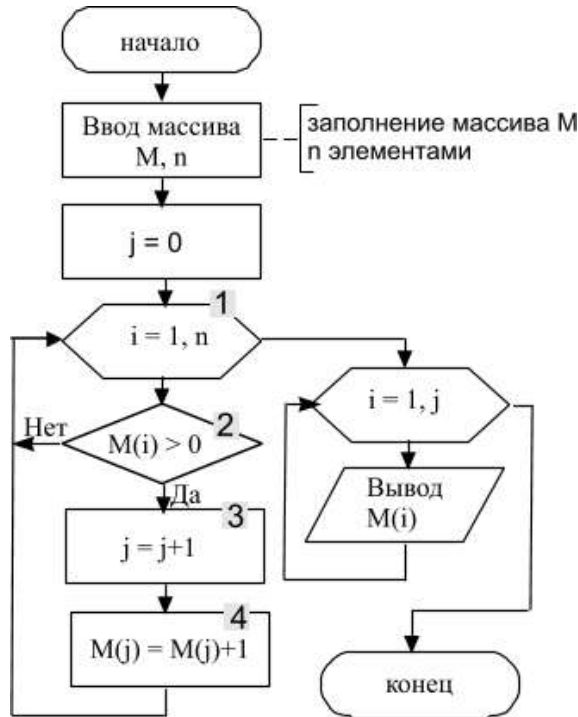 начало
Ввод массива
M, n
заполнение массива M
n элементами
j = 0
1
i = 1, n
2
Нет
M(i) > 0
Да
3
j = j+1
4
M(j) = M(j)+1
i = 1, j
Вывод
M(i)
конец